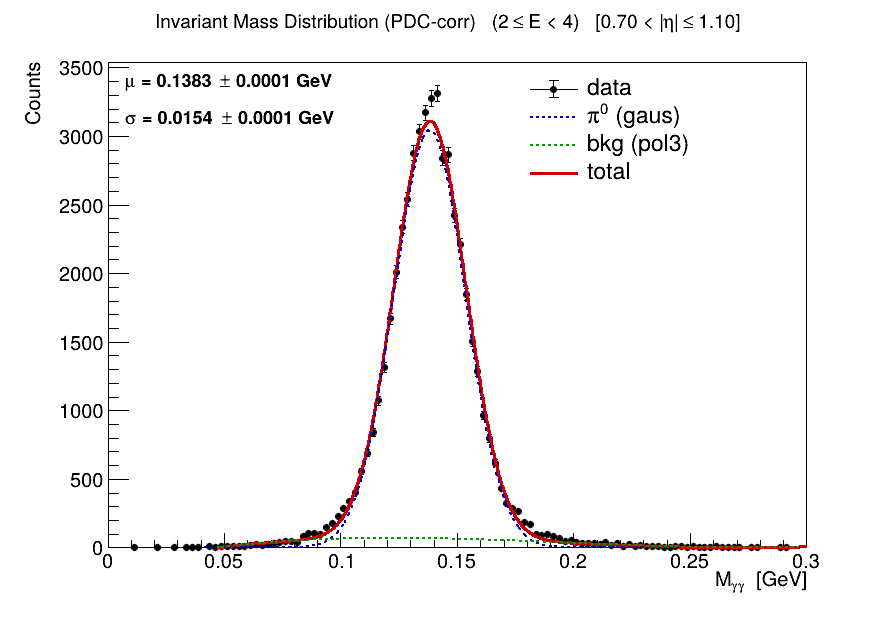 Invariant Mass Distribution (PDC-corr) (2 ≤ E < 4) [0.70 < |η| ≤ 1.10]
Counts
μ = 0.1383 ± 0.0001 GeV
σ = 0.0154 ± 0.0001 GeV
data
π⁰ (gaus)
bkg (pol3)
total
3500
3000
2500
2000
1500
1000
500
0
0 0.05 0.1 0.15 0.2 0.25 0.3
Mγγ [GeV]